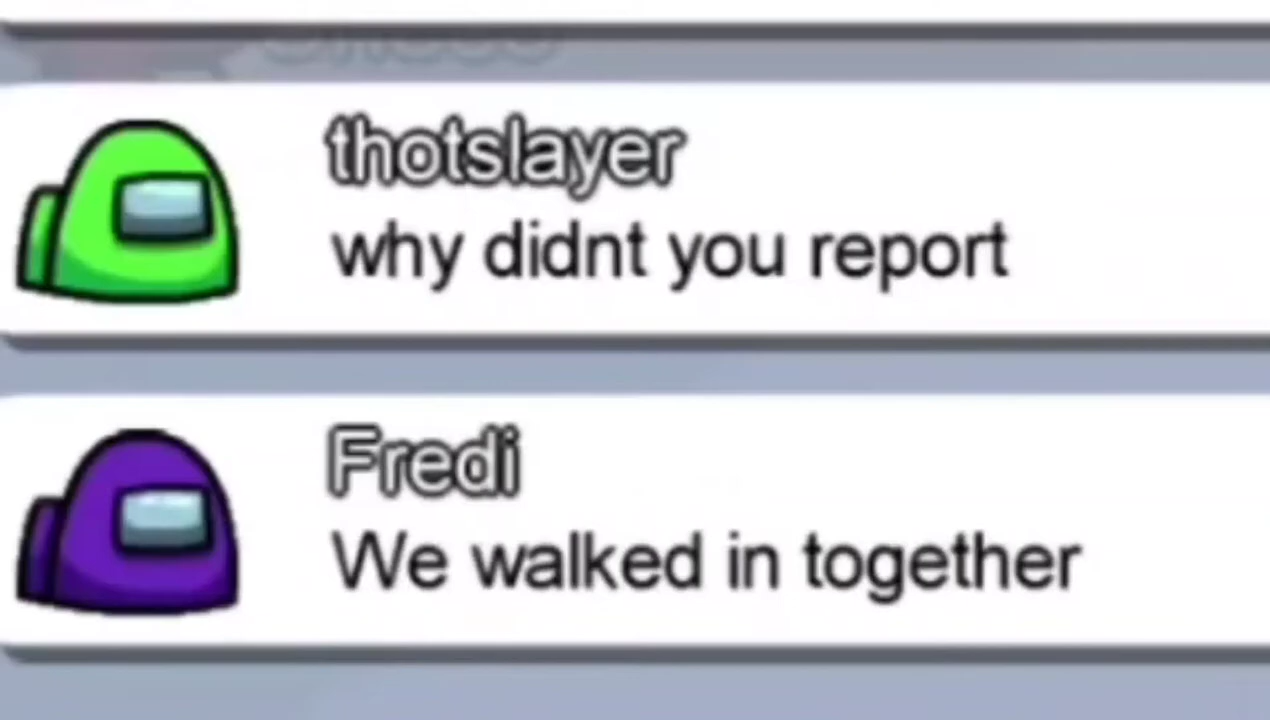 thotslayer
why didnt you report
Fredi
We walked in together